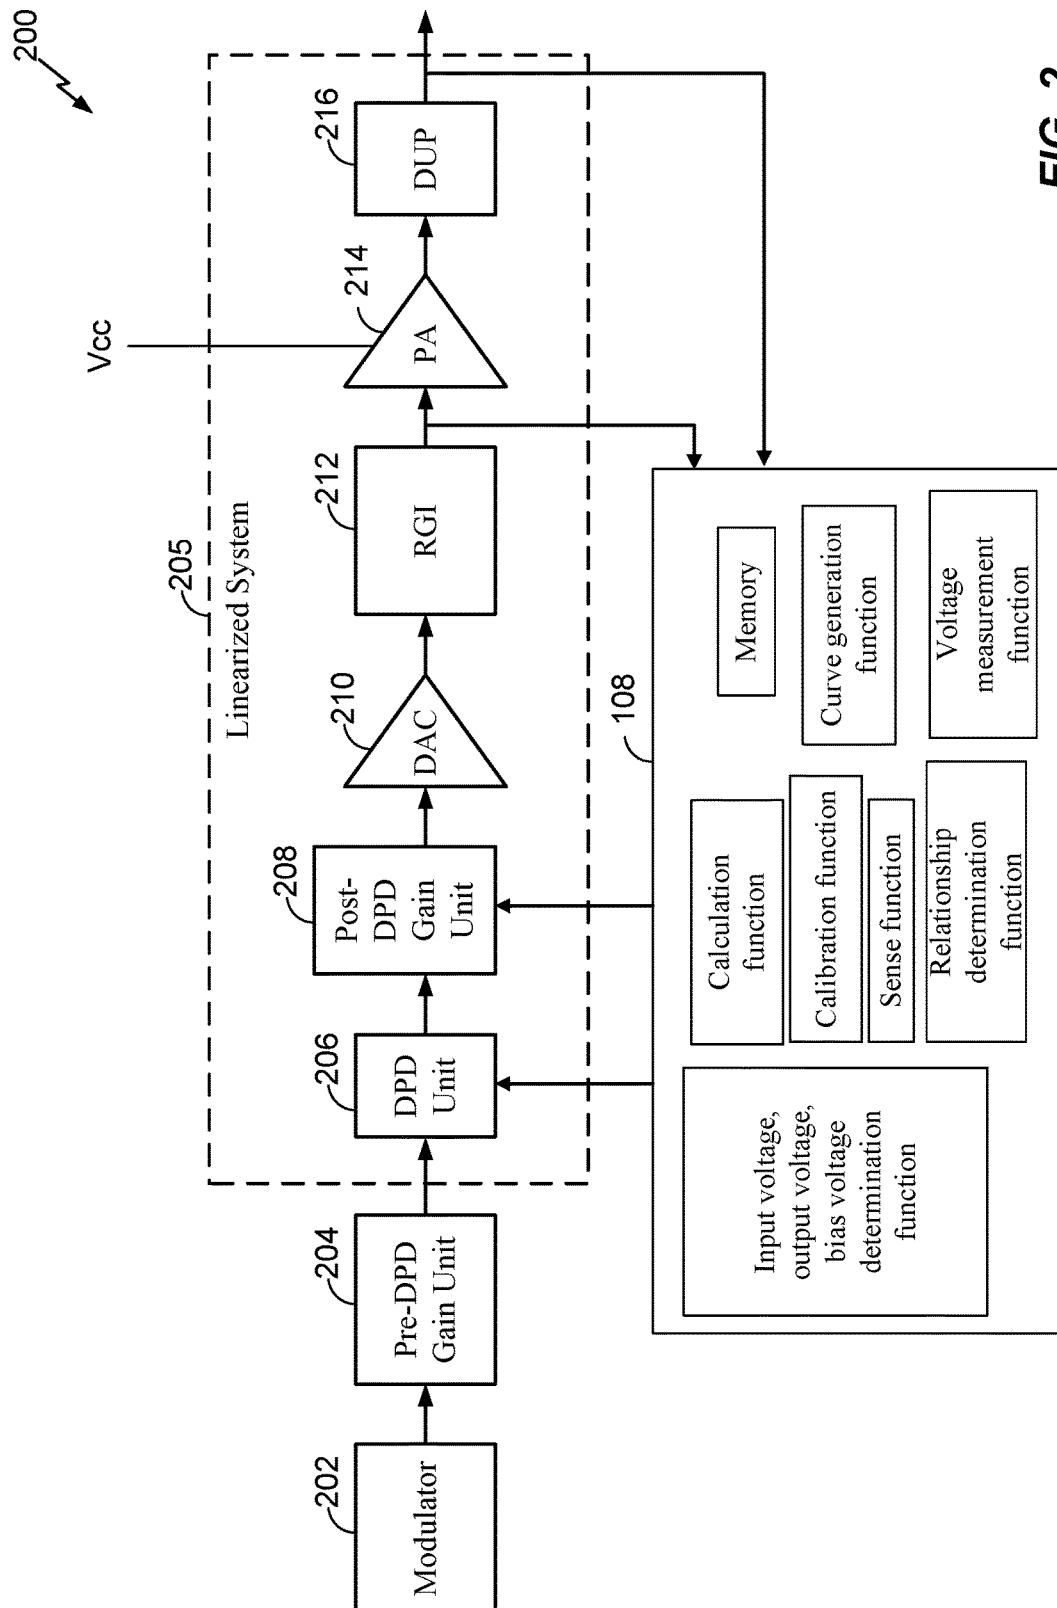 200
205
Linearized System
Vcc
202
Modulator
204
Pre-DPD
Gain Unit
206
DPD
Unit
208
Post-
DPD
Gain
Unit
210
DAC
212
RGI
214
PA
216
DUP
108
Input voltage,
output voltage,
bias voltage
determination
function
Calculation
function
Calibration function
Sense function
Relationship
determination
function
Memory
Curve generation
function
Voltage
measurement
function
FIG. 2